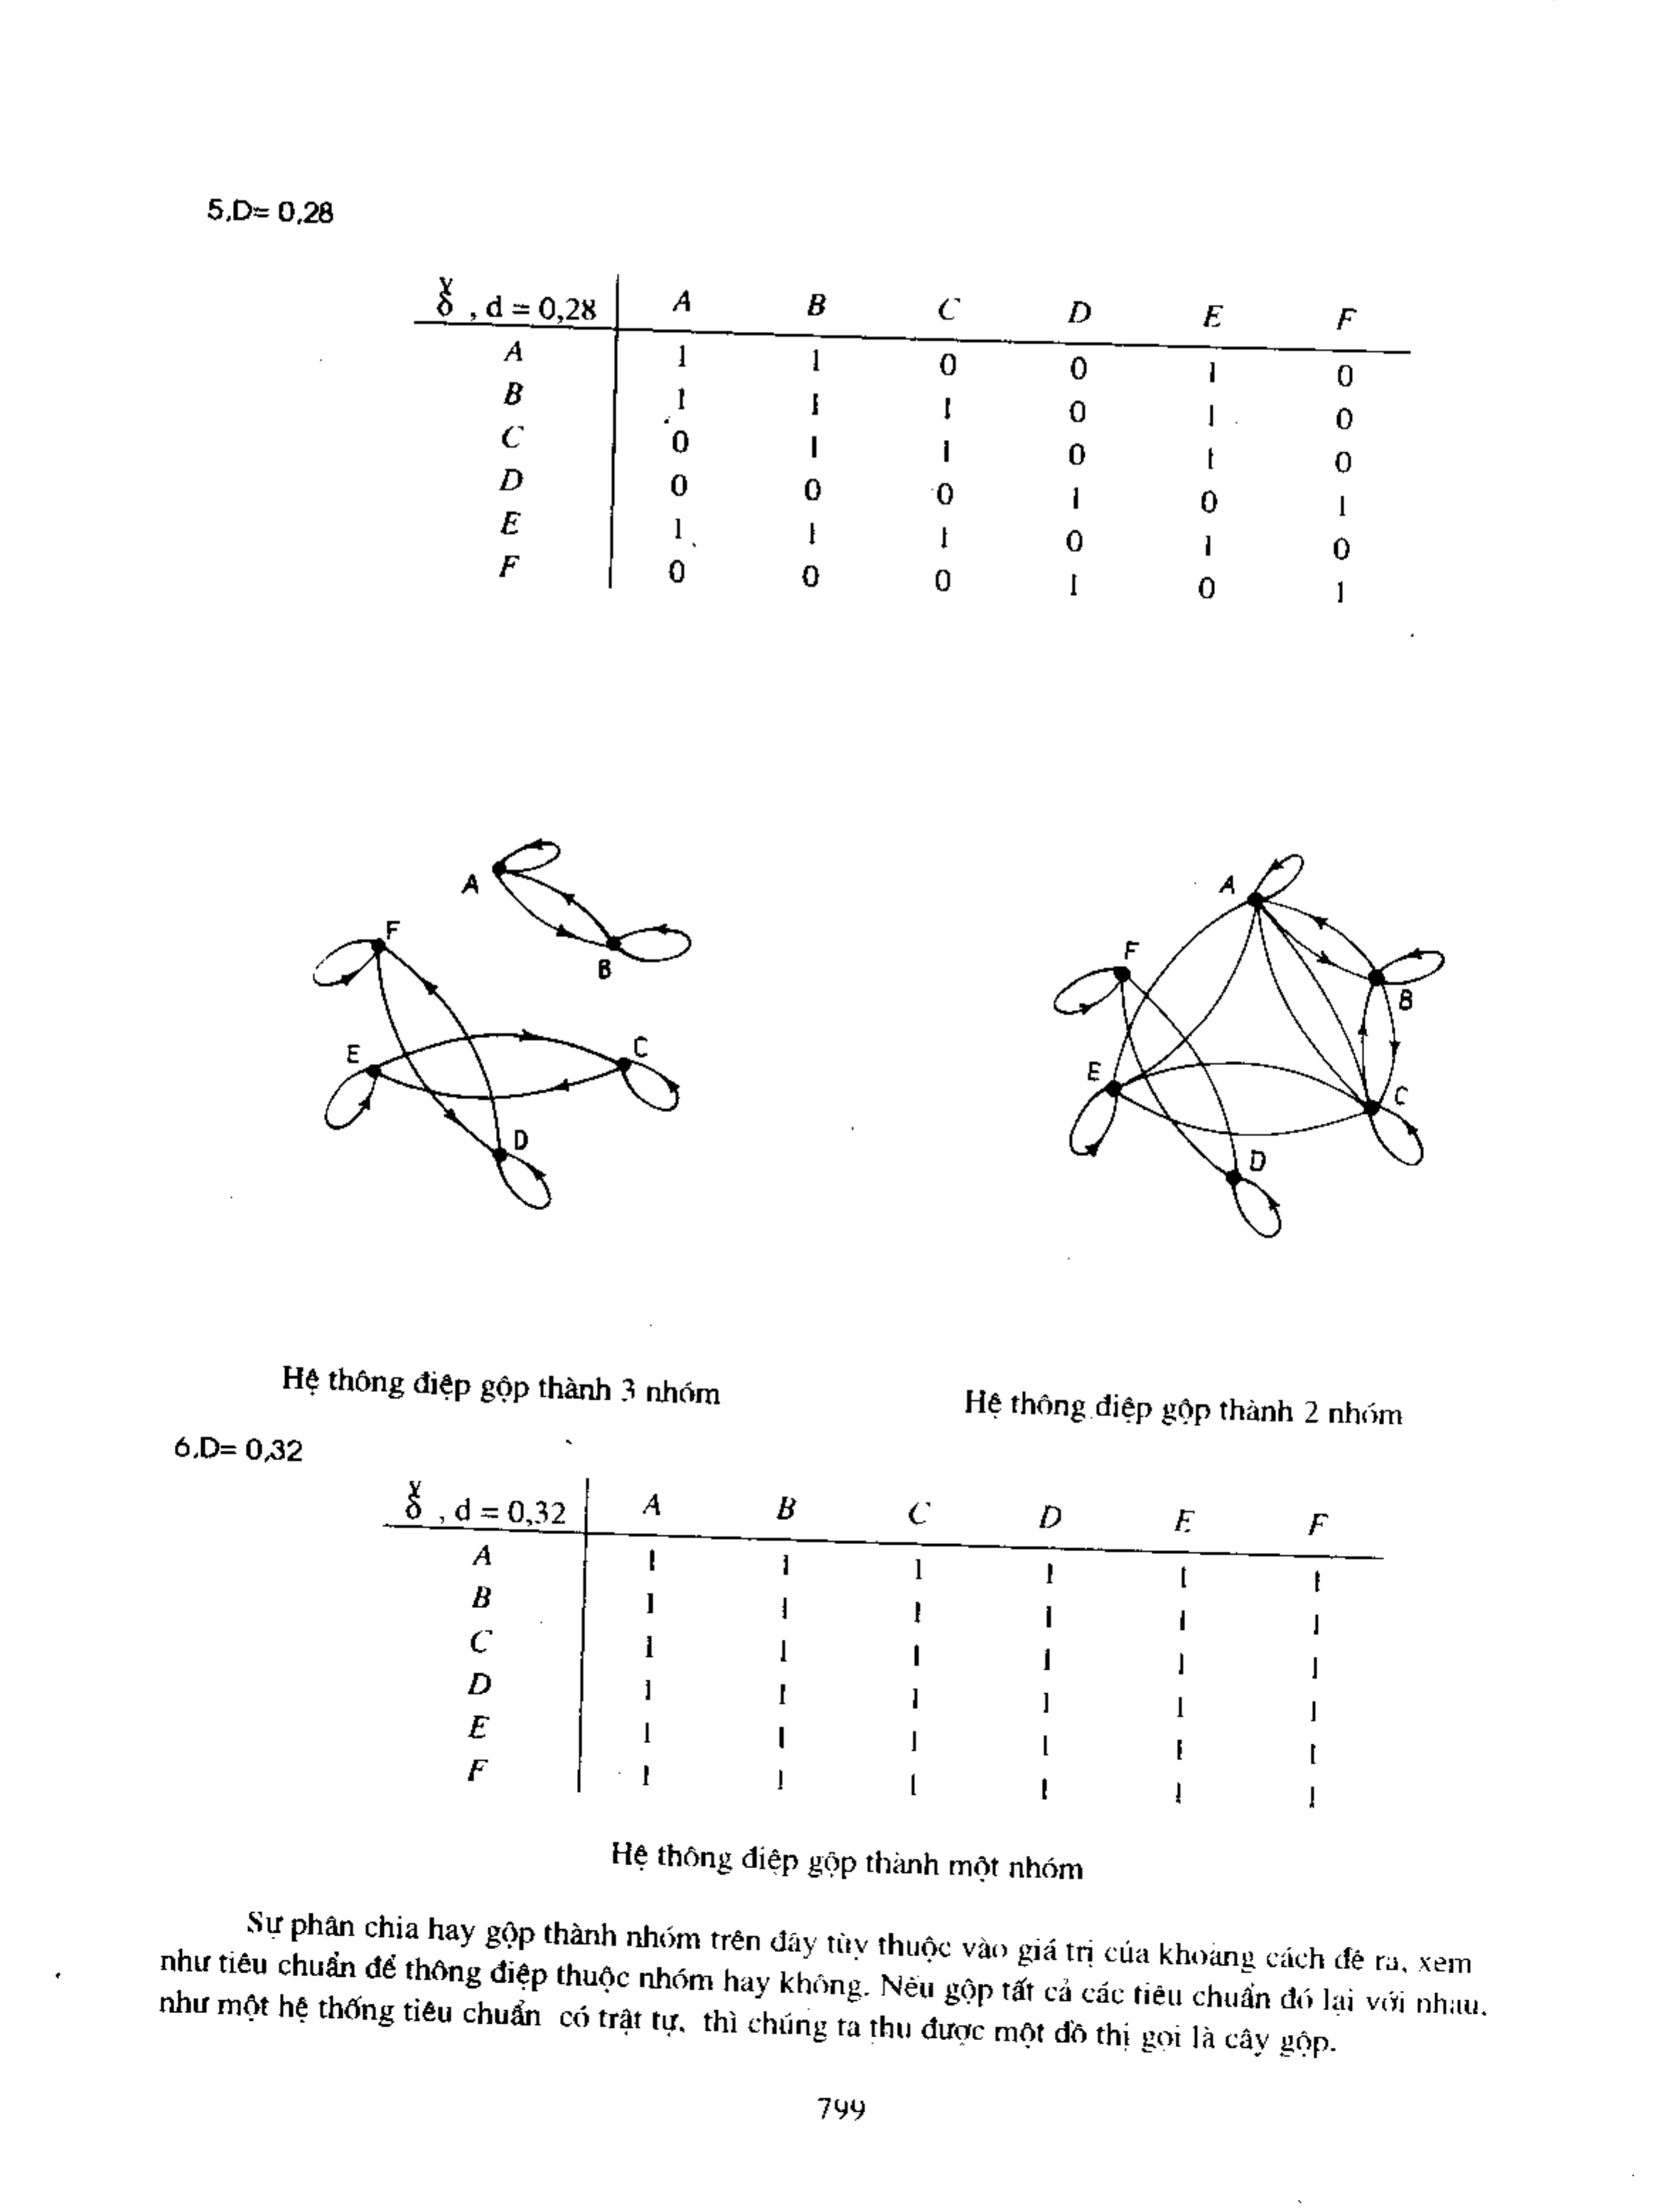 5,D= 0,28
ɣ
δ , d = 0,28 A B C D E F
A 1 1 0 0 1 0
B 1 1 1 0 1 0
C 0 1 1 0 1 0
D 0 0 0 1 0 1
E 1 1 1 0 1 0
F 0 0 0 1 0 1
A
B
F
E
C
D
A
B
F
E
C
D
Hệ thông điệp gộp thành 3 nhóm
Hệ thông điệp gộp thành 2 nhóm
6,D= 0,32
ɣ
δ , d = 0,32 A B C D E F
A 1 1 1 1 1 1
B 1 1 1 1 1 1
C 1 1 1 1 1 1
D 1 1 1 1 1 1
E 1 1 1 1 1 1
F 1 1 1 1 1 1
Hệ thông điệp gộp thành một nhóm
Sự phân chia hay gộp thành nhóm trên đây tùy thuộc vào giá trị của khoảng cách đề ra, xem
như tiêu chuẩn để thông điệp thuộc nhóm hay không. Nếu gộp tất cả các tiêu chuẩn đó lại với nhau,
như một hệ thống tiêu chuẩn có trật tự, thì chúng ta thu được một đồ thị gọi là cây gộp.
799